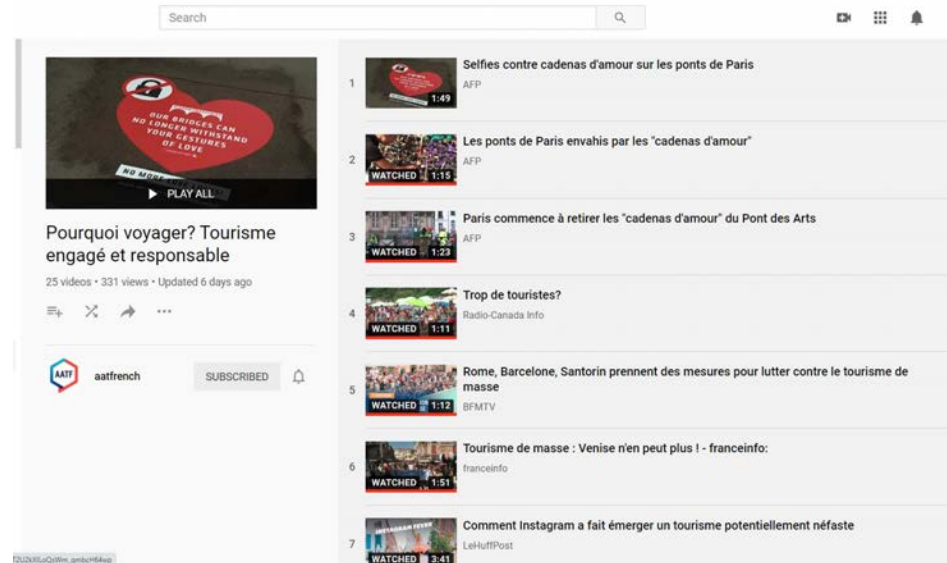 Search
OUR BRIDGES CAN
NO LONGER WITHSTAND
YOUR GESTURES
OF LOVE
PLAY ALL
Pourquoi voyager? Tourisme
engagé et responsable
25 videos • 331 views • Updated 6 days ago
AATF
aatfrench
SUBSCRIBED
1
1:49
Selfies contre cadenas d'amour sur les ponts de Paris
AFP
2
WATCHED 1:15
Les ponts de Paris envahis par les "cadenas d'amour"
AFP
3
WATCHED 1:23
Paris commence à retirer les "cadenas d'amour" du Pont des Arts
AFP
4
WATCHED 1:11
Trop de touristes?
Radio-Canada Info
5
WATCHED 1:12
Rome, Barcelone, Santorin prennent des mesures pour lutter contre le tourisme de
masse
BFMTV
6
WATCHED 1:51
Tourisme de masse : Venise n'en peut plus ! - franceinfo:
franceinfo
7
INSTAGRAM FEVER
WATCHED 3:41
Comment Instagram a fait émerger un tourisme potentiellement néfaste
LeHuffPost